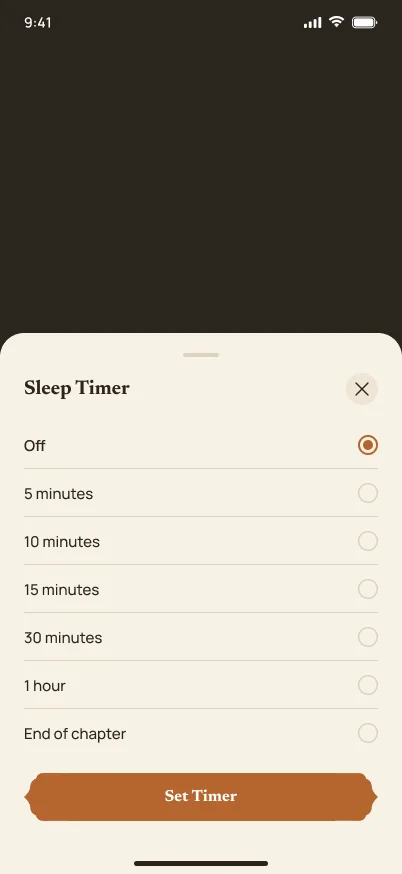 9:41
Sleep Timer
Off
5 minutes
10 minutes
15 minutes
30 minutes
1 hour
End of chapter
Set Timer